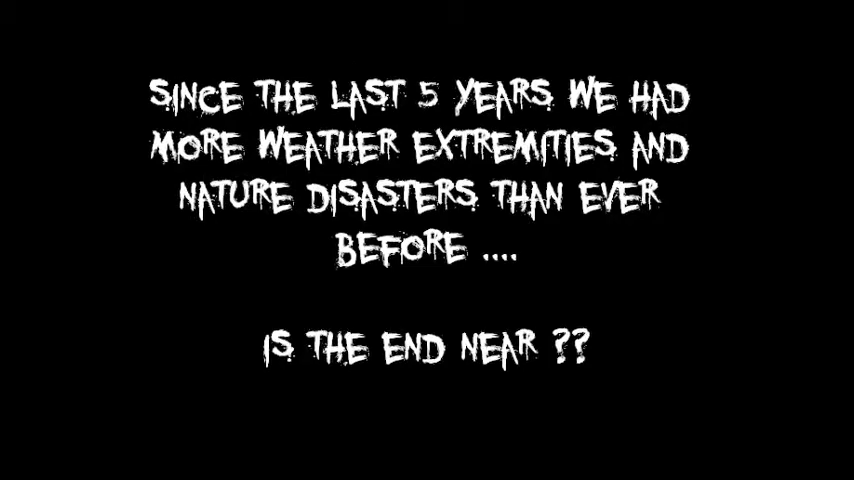 SINCE THE LAST 5 YEARS WE HAD
MORE WEATHER EXTREMITIES AND
NATURE DISASTERS THAN EVER
BEFORE ....
IS THE END NEAR ??